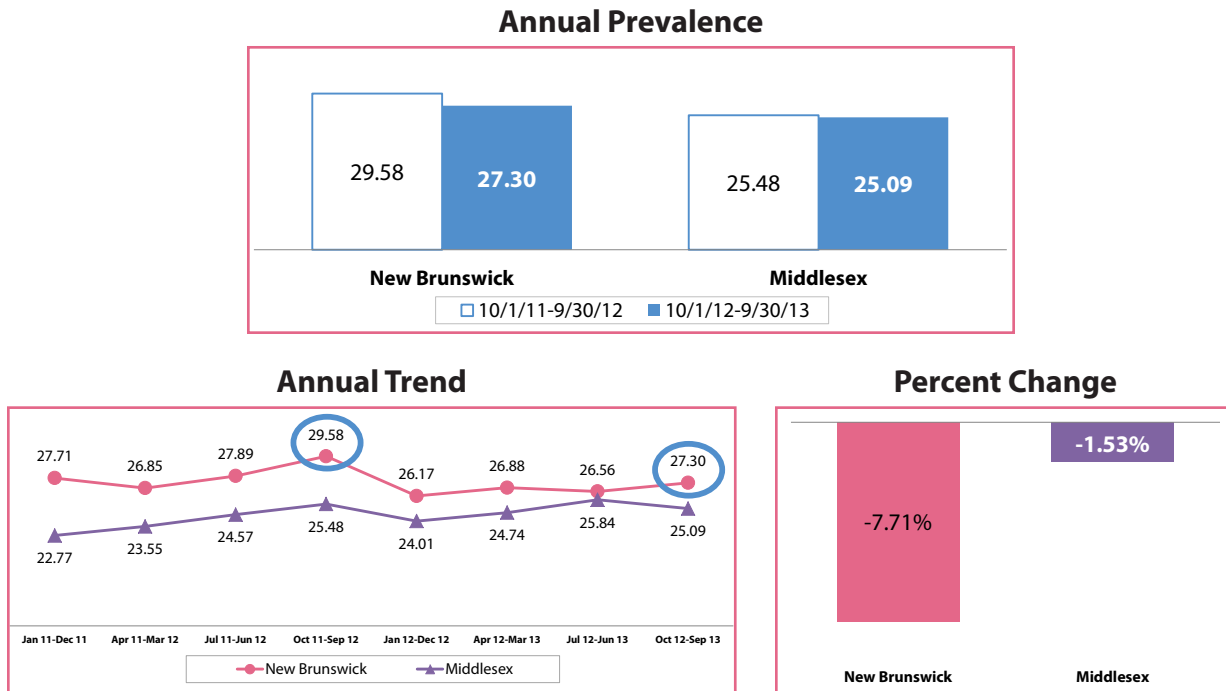 Annual Prevalence
29.58
27.30
25.48
25.09
New Brunswick
Middlesex
10/1/11-9/30/12
10/1/12-9/30/13
Annual Trend
27.71
26.85
27.89
29.58
26.17
26.88
26.56
27.30
22.77
23.55
24.57
25.48
24.01
24.74
25.84
25.09
Jan 11-Dec 11
Apr 11-Mar 12
Jul 11-Jun 12
Oct 11-Sep 12
Jan 12-Dec 12
Apr 12-Mar 13
Jul 12-Jun 13
Oct 12-Sep 13
New Brunswick
Middlesex
Percent Change
-7.71%
-1.53%
New Brunswick
Middlesex